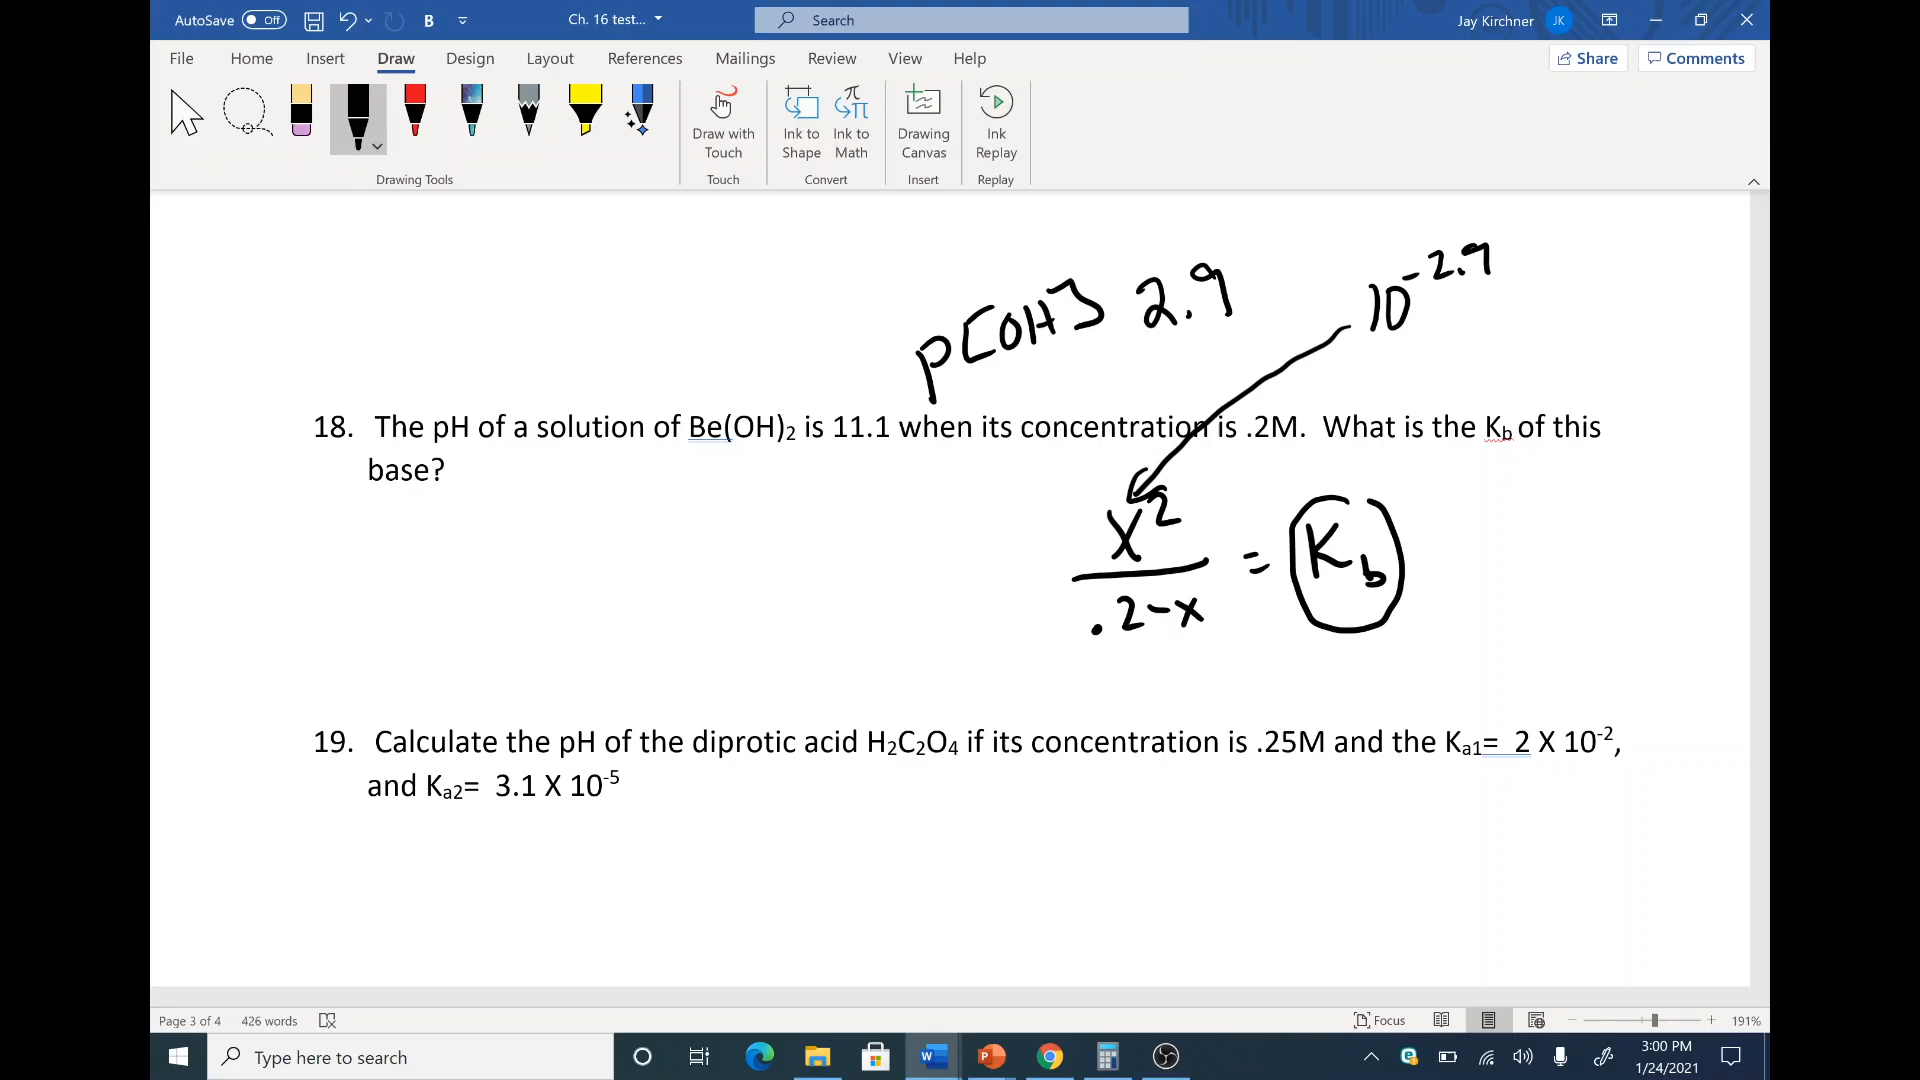 AutoSave Off B Ch. 16 test... Search Jay Kirchner JK
File Home Insert Draw Design Layout References Mailings Review View Help Share Comments
Draw with Touch Ink to Shape Ink to Math Drawing Canvas Ink Replay
Drawing Tools Touch Convert Insert Replay
p[OH] 2.9 10^-2.9
18. The pH of a solution of Be(OH)₂ is 11.1 when its concentration is .2M. What is the Kb of this
base?
x²
= Kb
.2-x
19. Calculate the pH of the diprotic acid H₂C₂O₄ if its concentration is .25M and the Ka1= 2 X 10⁻²,
and Ka2= 3.1 X 10⁻⁵
Page 3 of 4 426 words Focus 191%
Type here to search 3:00 PM
1/24/2021